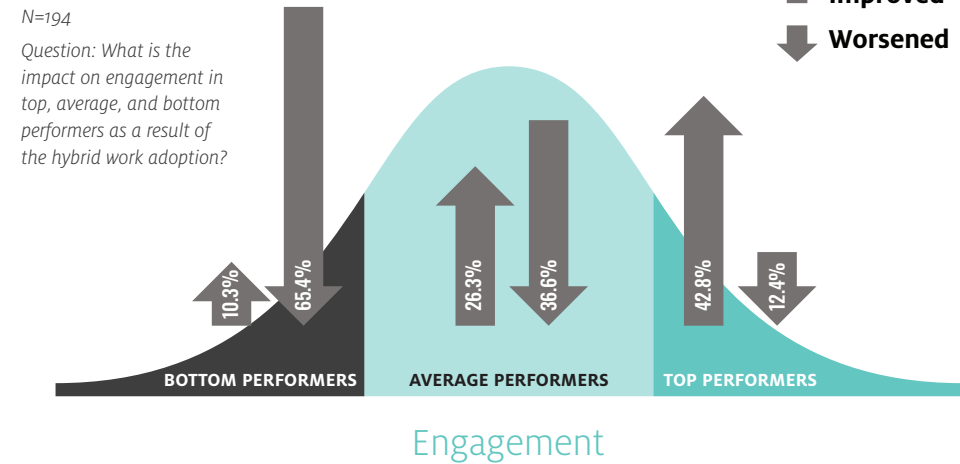 N=194
Question: What is the
impact on engagement in
top, average, and bottom
performers as a result of
the hybrid work adoption?
Improved
Worsened
10.3%
65.4%
26.3%
36.6%
42.8%
12.4%
BOTTOM PERFORMERS
AVERAGE PERFORMERS
TOP PERFORMERS
Engagement